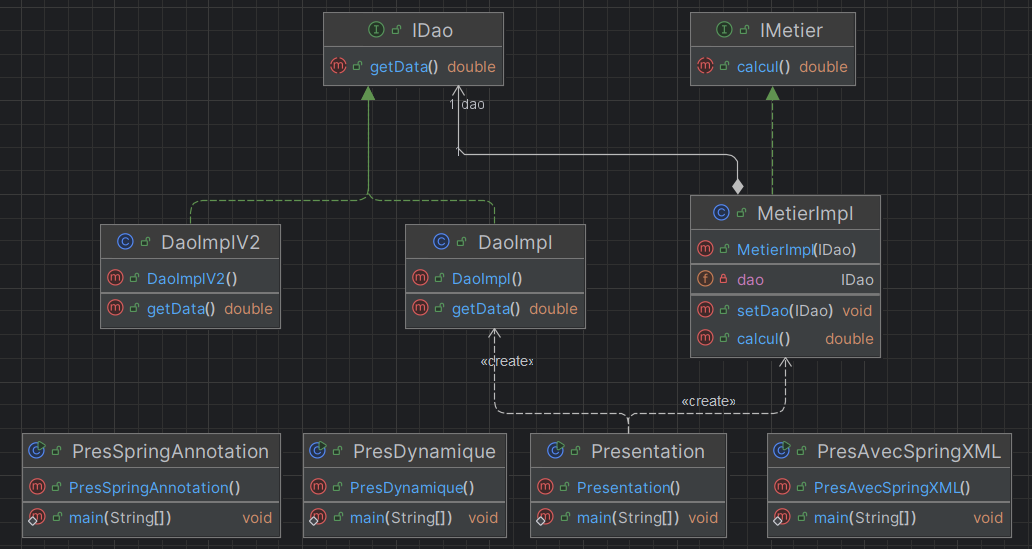 IDao
getData() double
IMetier
calcul() double
1 dao
DaoImplV2
DaoImplV2()
getData() double
DaoImpl
DaoImpl()
getData() double
MetierImpl
MetierImpl(IDao)
dao IDao
setDao(IDao) void
calcul() double
«create»
«create»
PresSpringAnnotation
PresSpringAnnotation()
main(String[]) void
PresDynamique
PresDynamique()
main(String[]) void
Presentation
Presentation()
main(String[]) void
PresAvecSpringXML
PresAvecSpringXML()
main(String[]) void